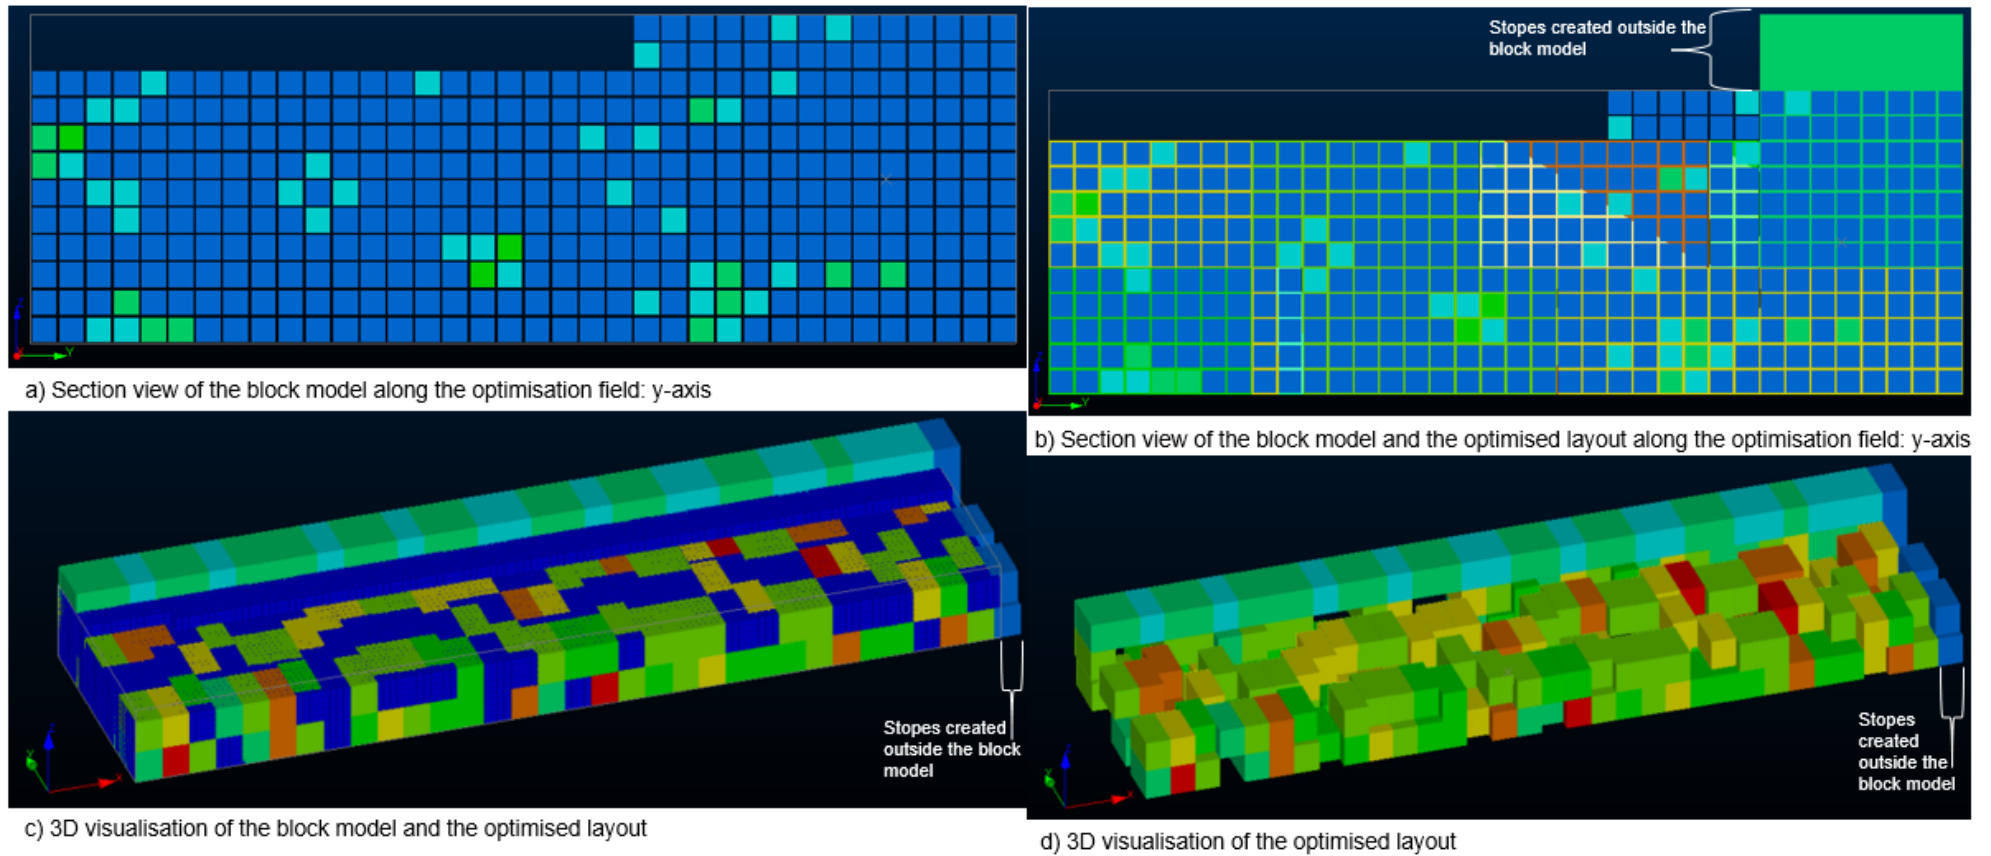 Stopes created outside the
block model
Y
a) Section view of the block model along the optimisation field: y-axis
Y
b) Section view of the block model and the optimised layout along the optimisation field: y-axis
Stopes created
outside the block
model
X
c) 3D visualisation of the block model and the optimised layout
Stopes
created
outside the
block model
X
d) 3D visualisation of the optimised layout